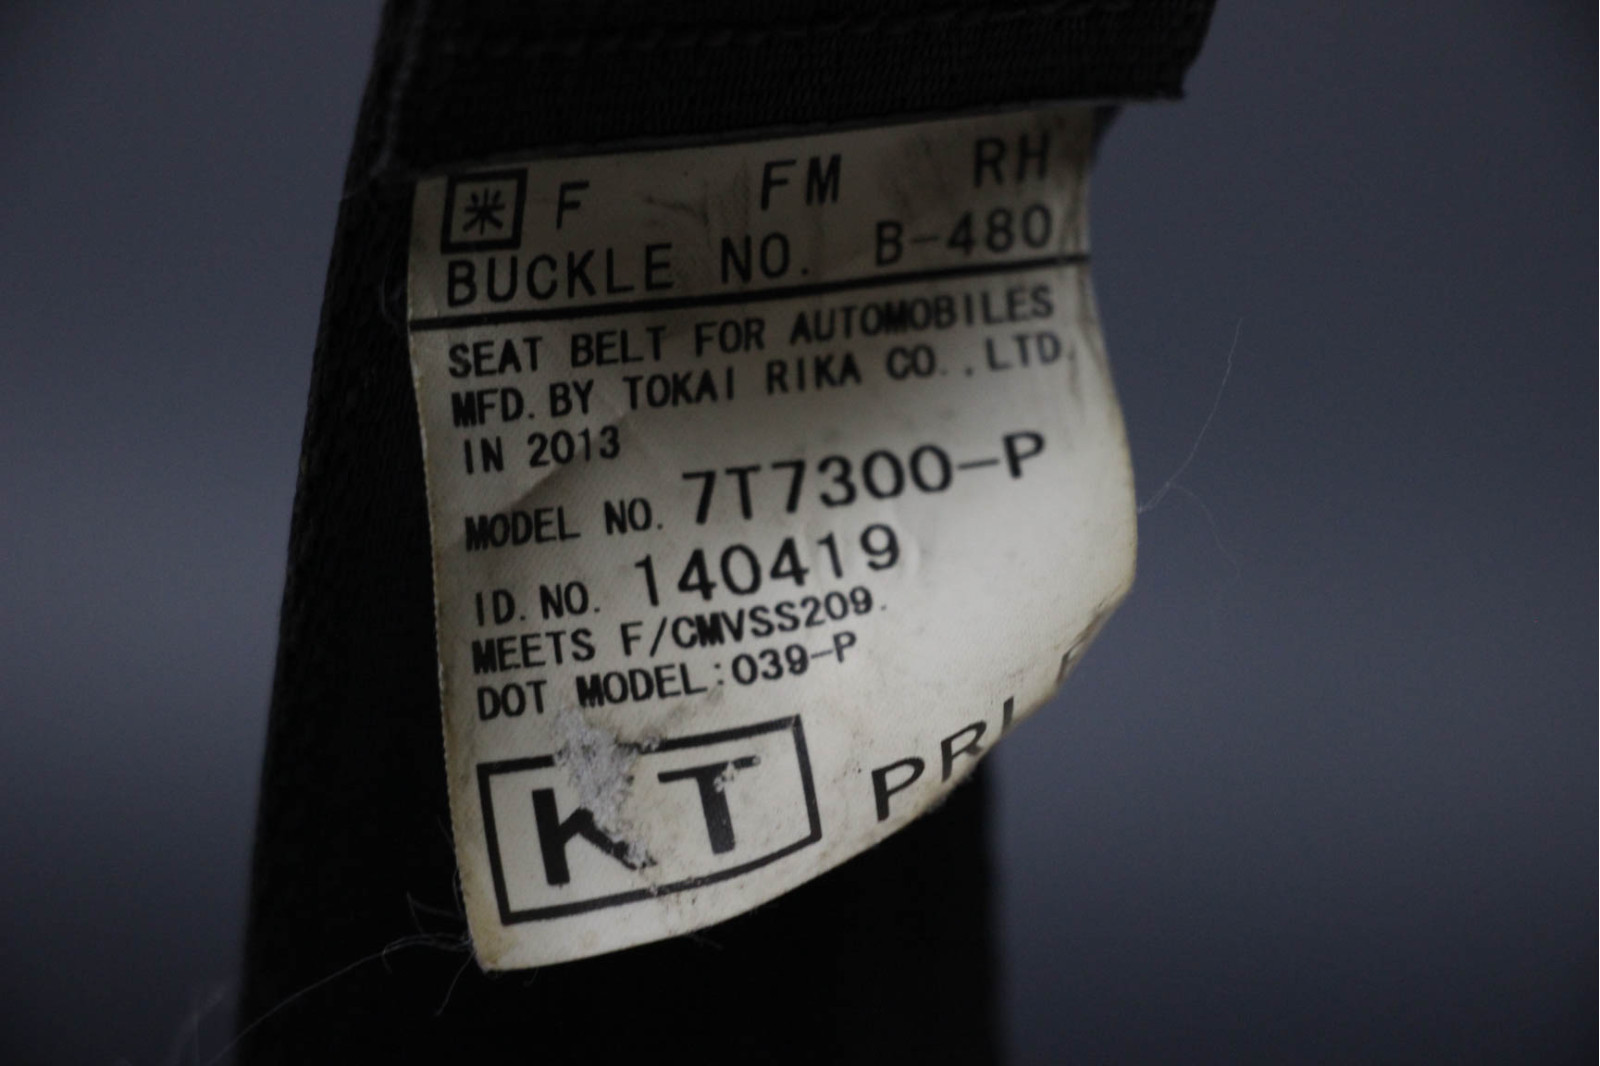 米 F FM RH
BUCKLE NO. B-480
SEAT BELT FOR AUTOMOBILES
MFD. BY TOKAI RIKA CO., LTD.
IN 2013
MODEL NO. 7T7300-P
ID. NO. 140419
MEETS F/CMVSS209.
DOT MODEL:039-P
KT